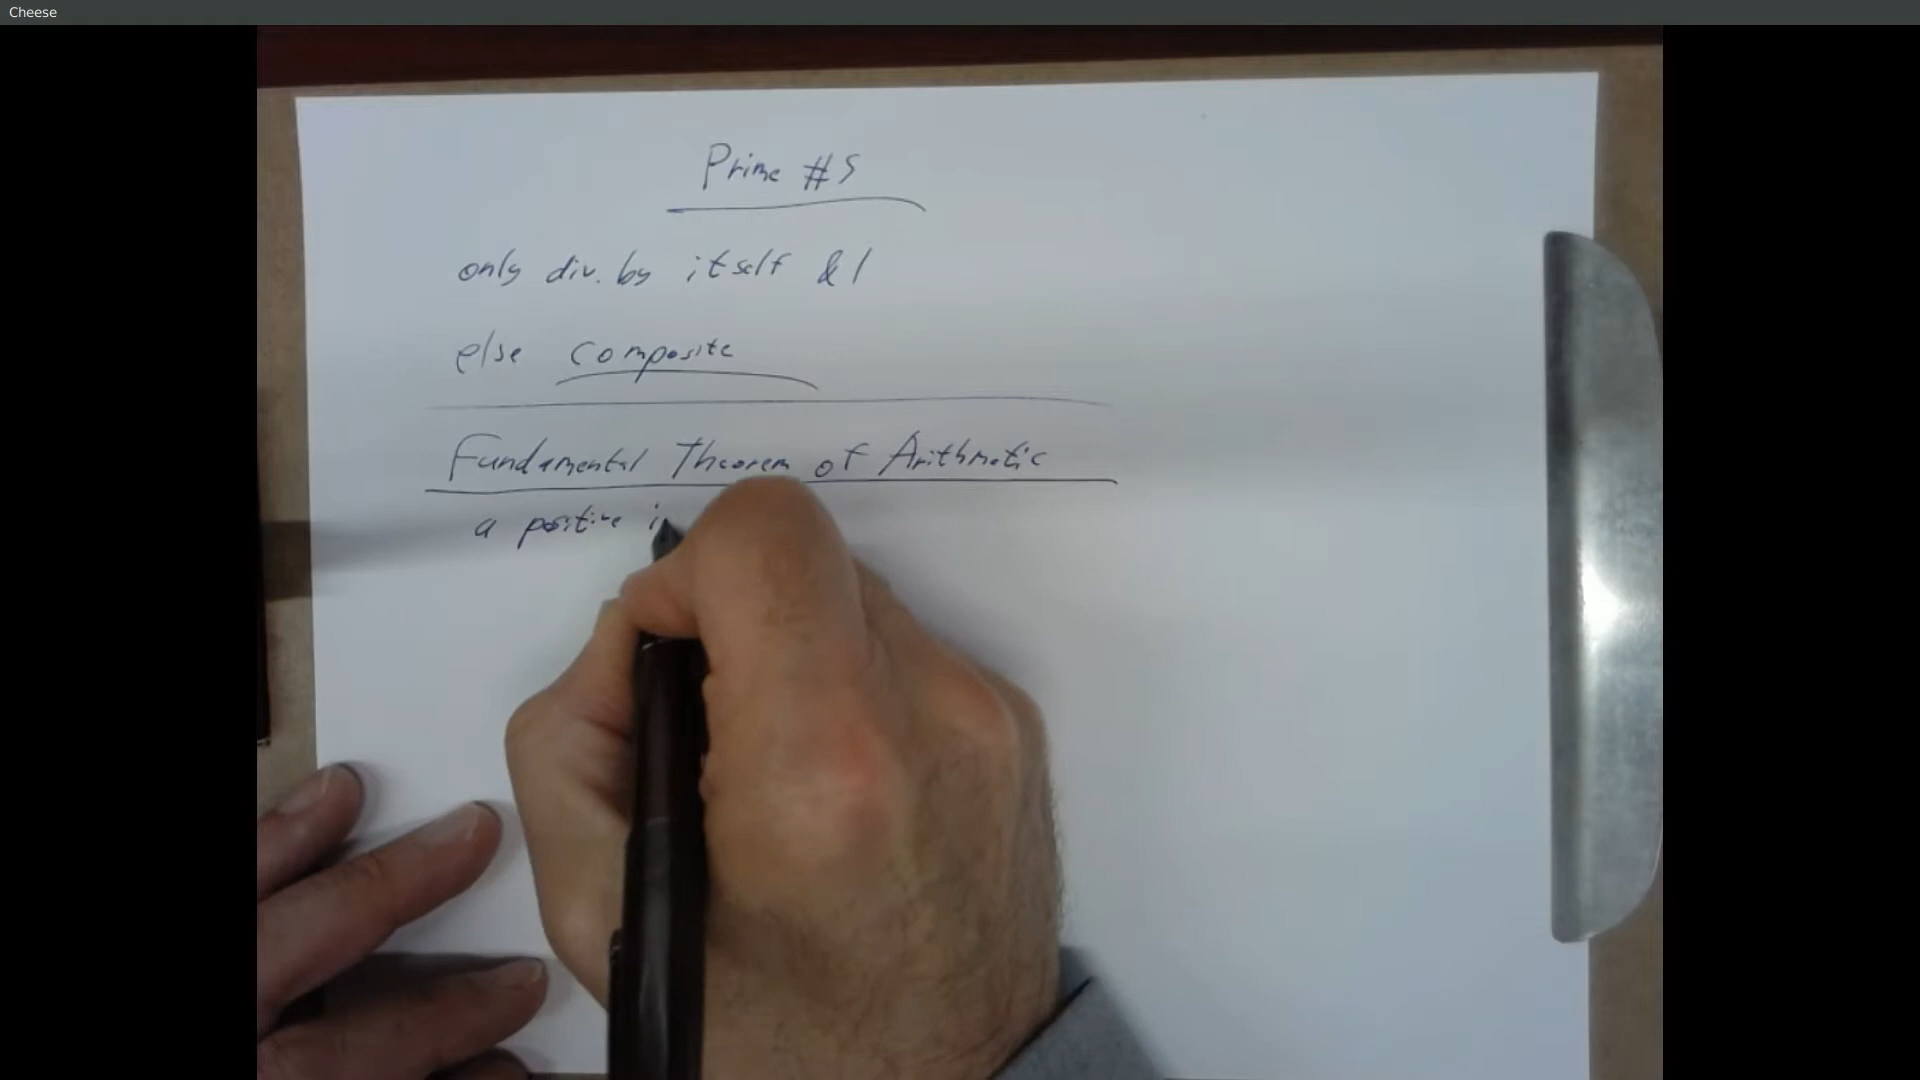 Cheese
Prime #s
only div. by itself & 1
else composite
Fundamental Theorem of Arithmetic
a positive i